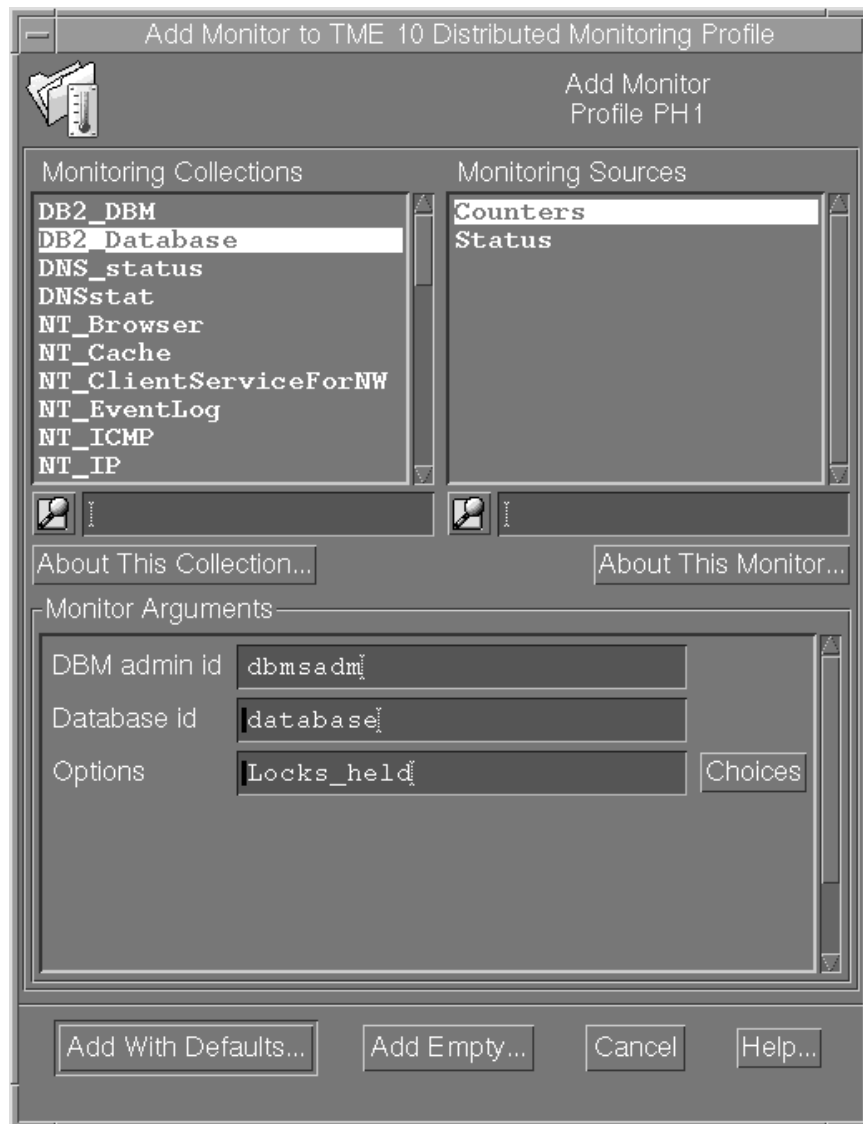 Add Monitor to TME 10 Distributed Monitoring Profile
Add Monitor
Profile PH1
Monitoring Collections
DB2_DBM
DB2_Database
DNS_status
DNSstat
NT_Browser
NT_Cache
NT_ClientServiceForNW
NT_EventLog
NT_ICMP
NT_IP
About This Collection...
Monitoring Sources
Counters
Status
About This Monitor...
Monitor Arguments
DBM admin id dbmsadm
Database id database
Options Locks_held Choices
Add With Defaults... Add Empty... Cancel Help...